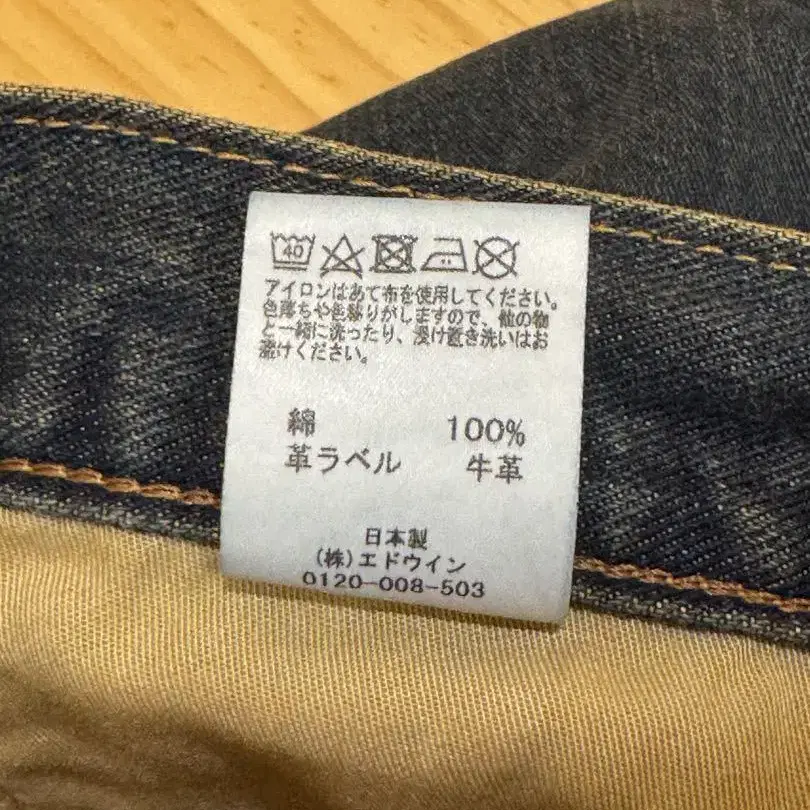 40
アイロンはあて布を使用してください。
色落ちや色移りがしますので、他の物
と一緒に洗ったり、浸け置き洗いはお
避けください。
綿 100%
革ラベル 牛革
日本製
(株)エドウイン
0120-008-503